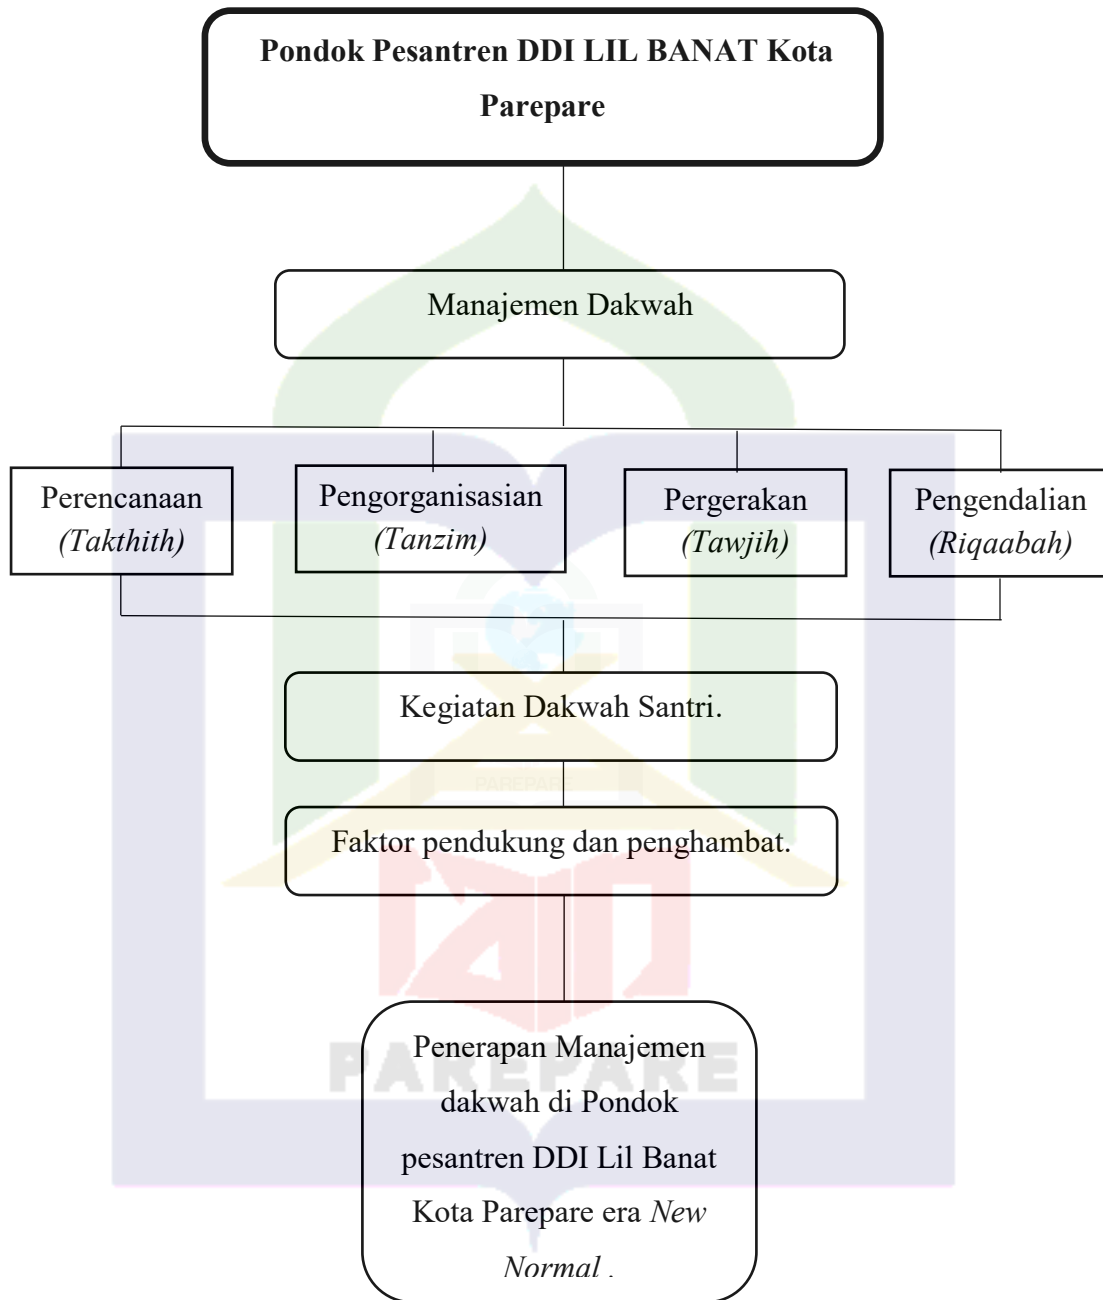 Pondok Pesantren DDI LIL BANAT Kota
Parepare
Manajemen Dakwah
Perencanaan
(Takthith)
Pengorganisasian
(Tanzim)
Pergerakan
(Tawjih)
Pengendalian
(Riqaabah)
Kegiatan Dakwah Santri.
PAREPARE
Faktor pendukung dan penghambat.
Penerapan Manajemen
PAREPARE
dakwah di Pondok
pesantren DDI Lil Banat
Kota Parepare era New
Normal .